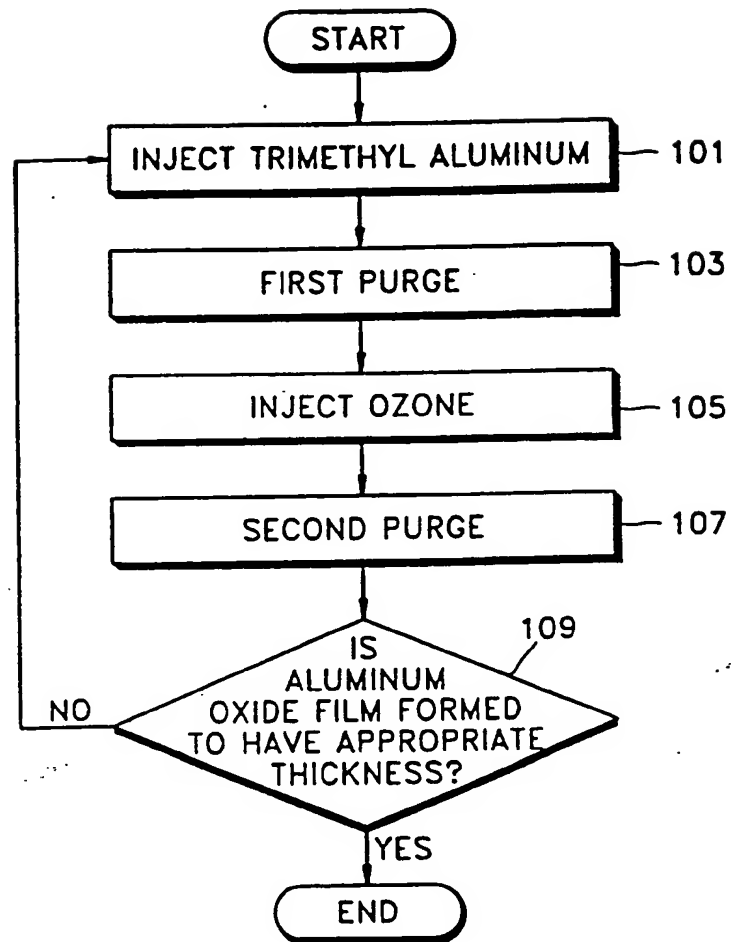 START
INJECT TRIMETHYL ALUMINUM
101
FIRST PURGE
103
INJECT OZONE
105
SECOND PURGE
107
109
IS
ALUMINUM
OXIDE FILM FORMED
TO HAVE APPROPRIATE
THICKNESS?
NO
YES
END